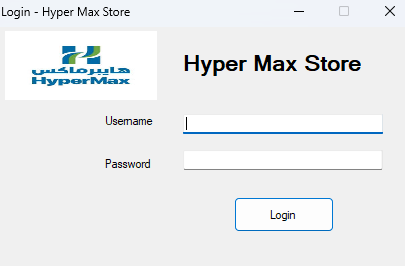 Login - Hyper Max Store
هايبرماكس
HyperMax
Hyper Max Store
Username
Password
Login